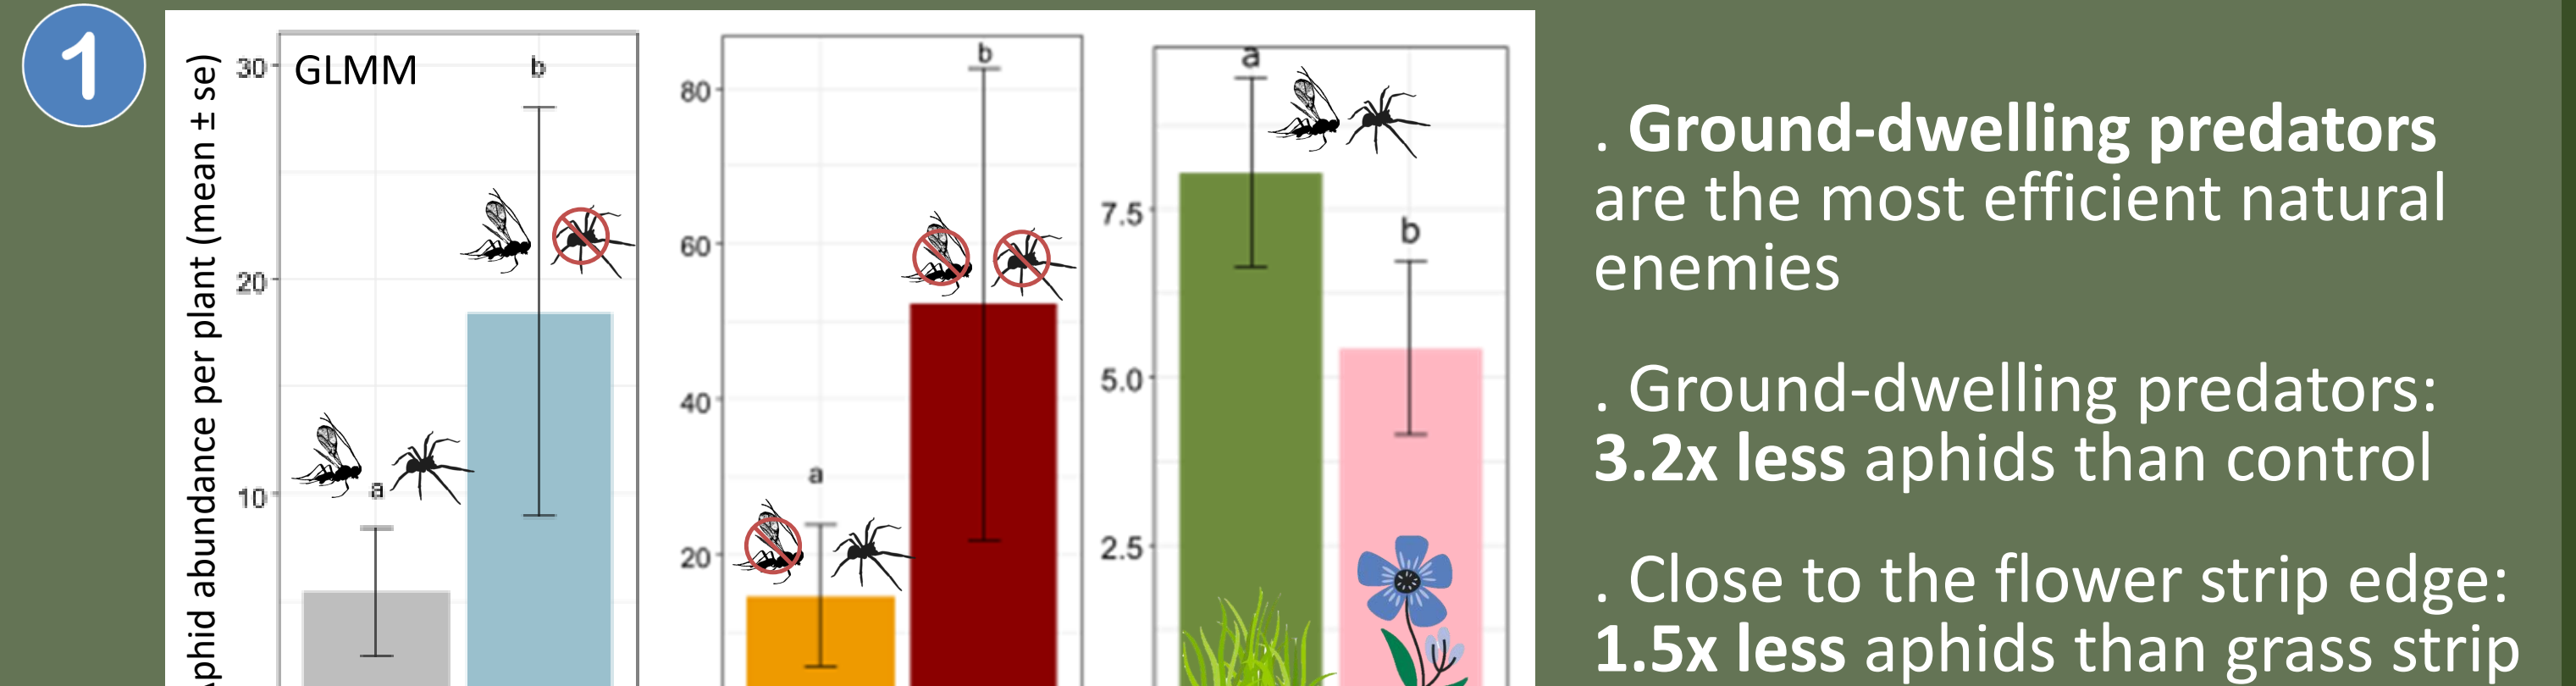 1
Aphid abundance per plant (mean ± se)
GLMM
30
20
10
a
b
80
60
40
20
a
b
7.5
5.0
2.5
a
b
. Ground-dwelling predators
are the most efficient natural
enemies
. Ground-dwelling predators:
3.2x less aphids than control
. Close to the flower strip edge:
1.5x less aphids than grass strip